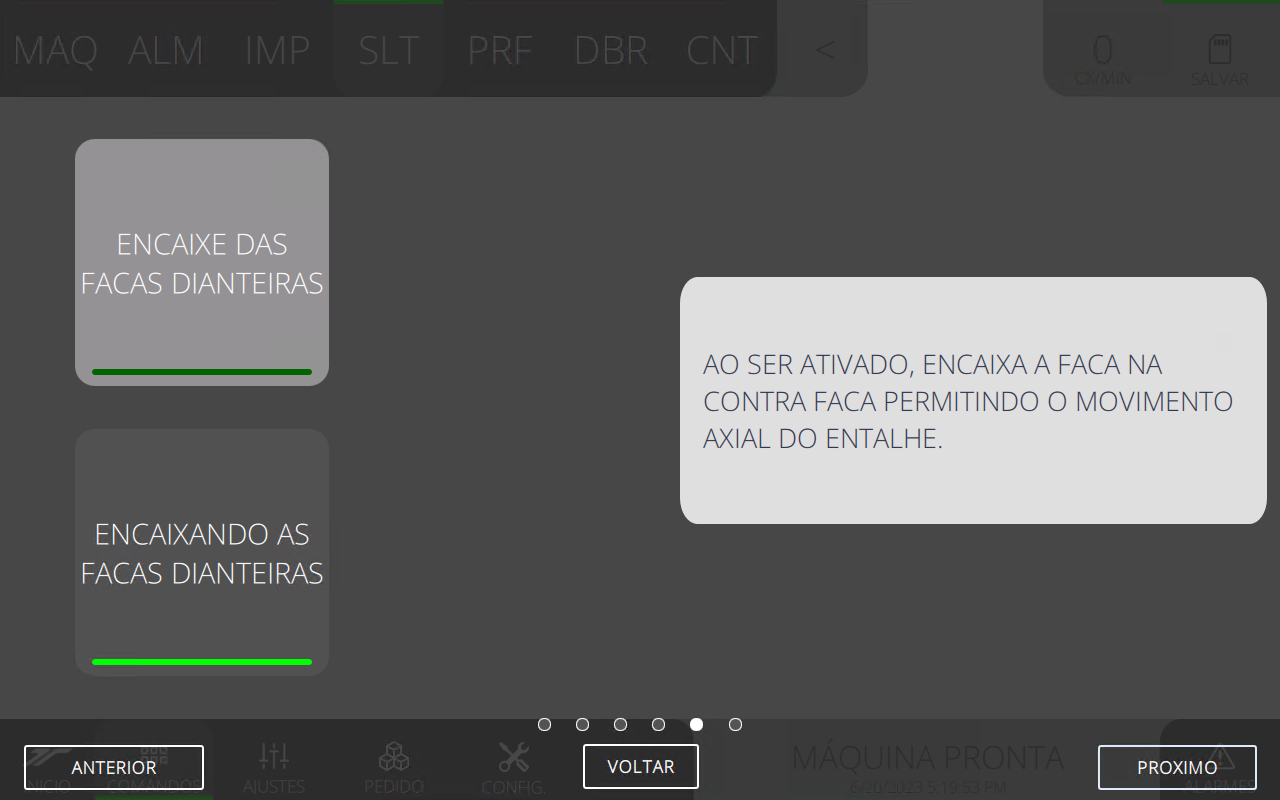 MAQ ALM IMP SLT PRF DBR CNT < 0
CX/MIN SALVAR
ENCAIXE DAS
FACAS DIANTEIRAS
AO SER ATIVADO, ENCAIXA A FACA NA
CONTRA FACA PERMITINDO O MOVIMENTO
AXIAL DO ENTALHE.
ENCAIXANDO AS
FACAS DIANTEIRAS
MÁQUINA PRONTA
ANTERIOR VOLTAR PROXIMO
INICIO COMANDOS AJUSTES PEDIDO CONFIG. 6/20/2023 5:19:53 PM ALARMES